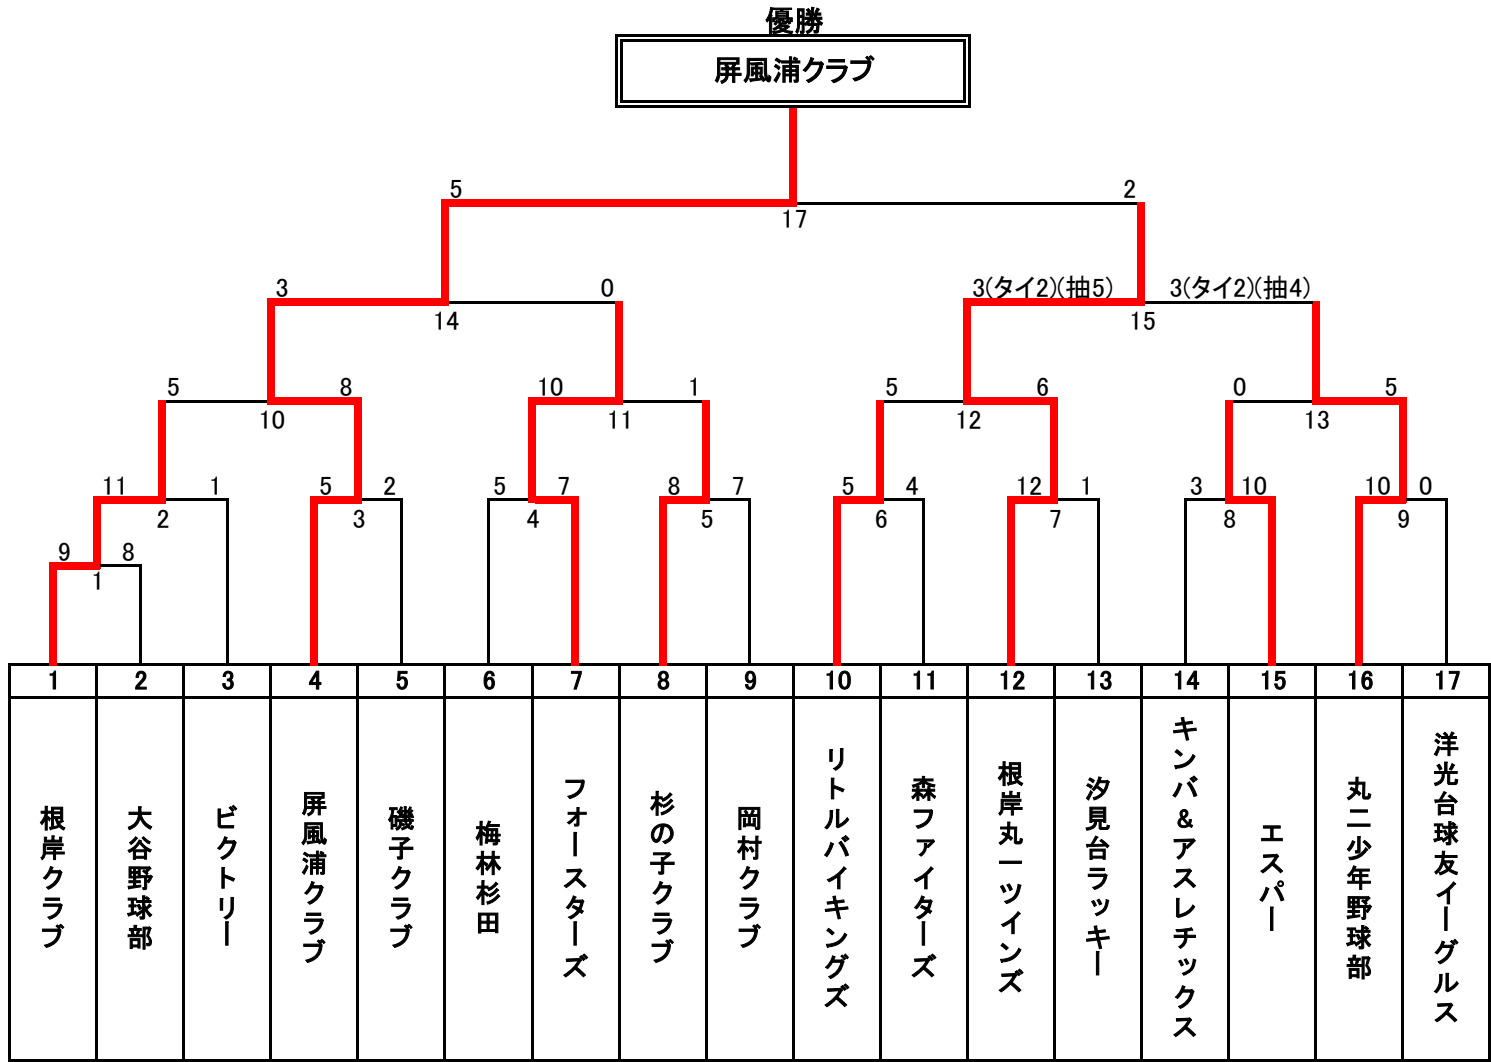 優勝
屏風浦クラブ
5 2
17
3 0 3(タイ2)(抽5) 3(タイ2)(抽4)
14 15
5 8 10 1 5 6 0 5
10 11 12 13
11 1 5 2 5 7 8 7 5 4 12 1 3 10 10 0
2 3 4 5 6 7 8 9
9 8
1
1 2 3 4 5 6 7 8 9 10 11 12 13 14 15 16 17
根岸クラブ
大谷野球部
ビクトリー
屏風浦クラブ
磯子クラブ
梅林杉田
フォースターズ
杉の子クラブ
岡村クラブ
リトルバイキングズ
森ファイターズ
根岸丸一ツインズ
汐見台ラッキー
キンバ&アスレチックス
エスパー
丸二少年野球部
洋光台球友イーグルス